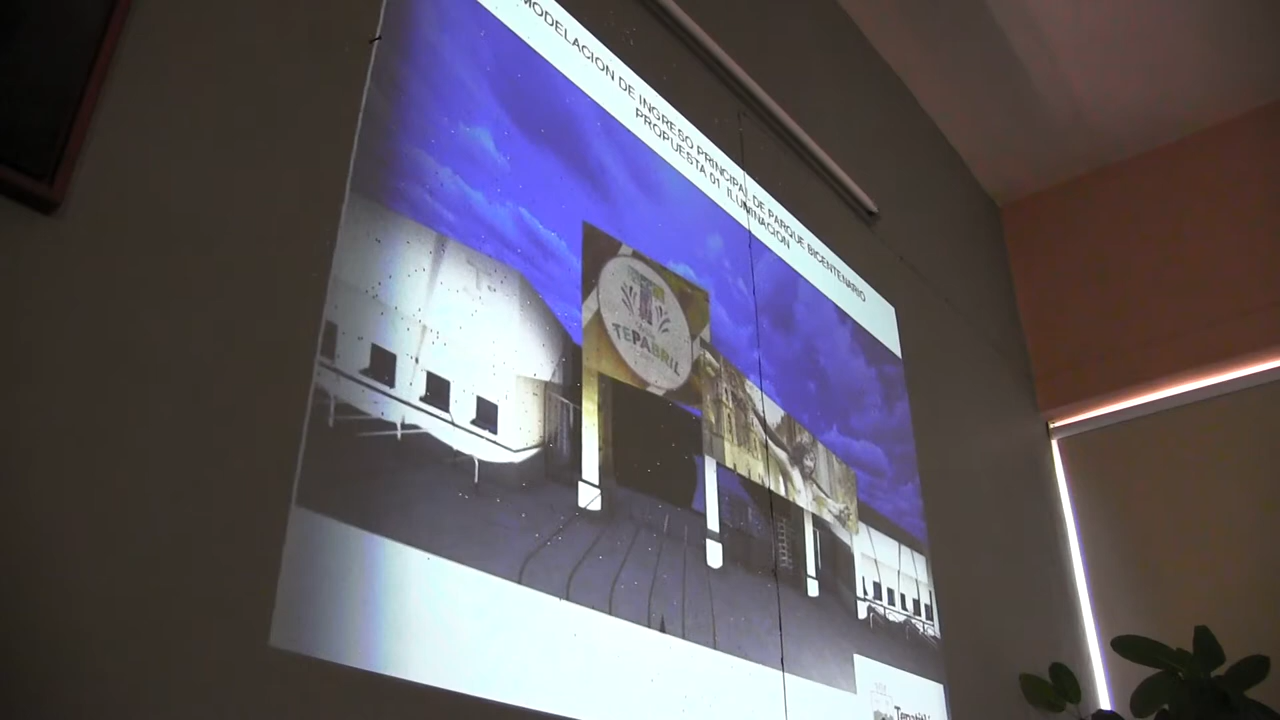 MODELACION DE INGRESO PRINCIPAL DE PARQUE BICENTENARIO
PROPUESTA 01 ILUMINACION
TEPABRIL